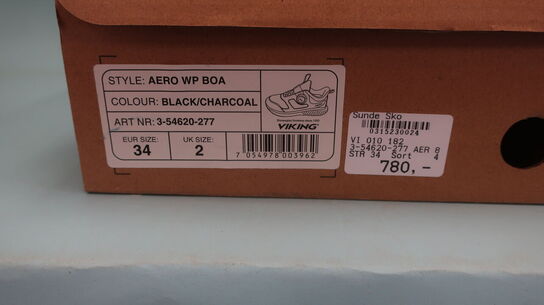 STYLE: AERO WP BOA
COLOUR: BLACK/CHARCOAL
ART NR: 3-54620-277
EUR SIZE:
34
UK SIZE:
2
VIKING
7 054978 003962
Sunde Sko
0315230024
VI 010 182
3-54620-277 AER 8
STR 34 Sort 4
780,-